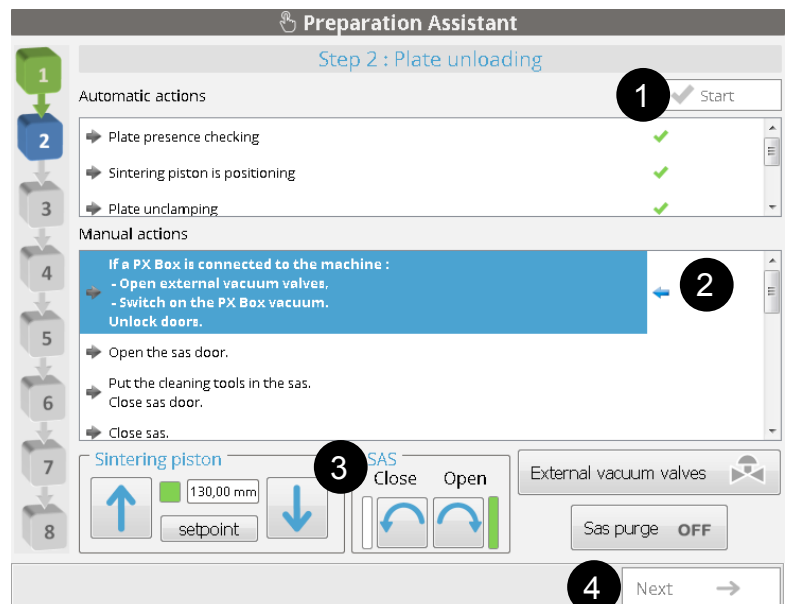 Preparation Assistant
Step 2 : Plate unloading
1
2
3
4
5
6
7
8
Automatic actions
1
Start
Plate presence checking
Sintering piston is positioning
Plate unclamping
Manual actions
If a PX Box is connected to the machine :
- Open external vacuum valves,
- Switch on the PX Box vacuum.
Unlock doors.
2
Open the sas door.
Put the cleaning tools in the sas.
Close sas door.
Close sas.
Sintering piston
130,00 mm
setpoint
3
SAS
Close Open
External vacuum valves
Sas purge OFF
4
Next